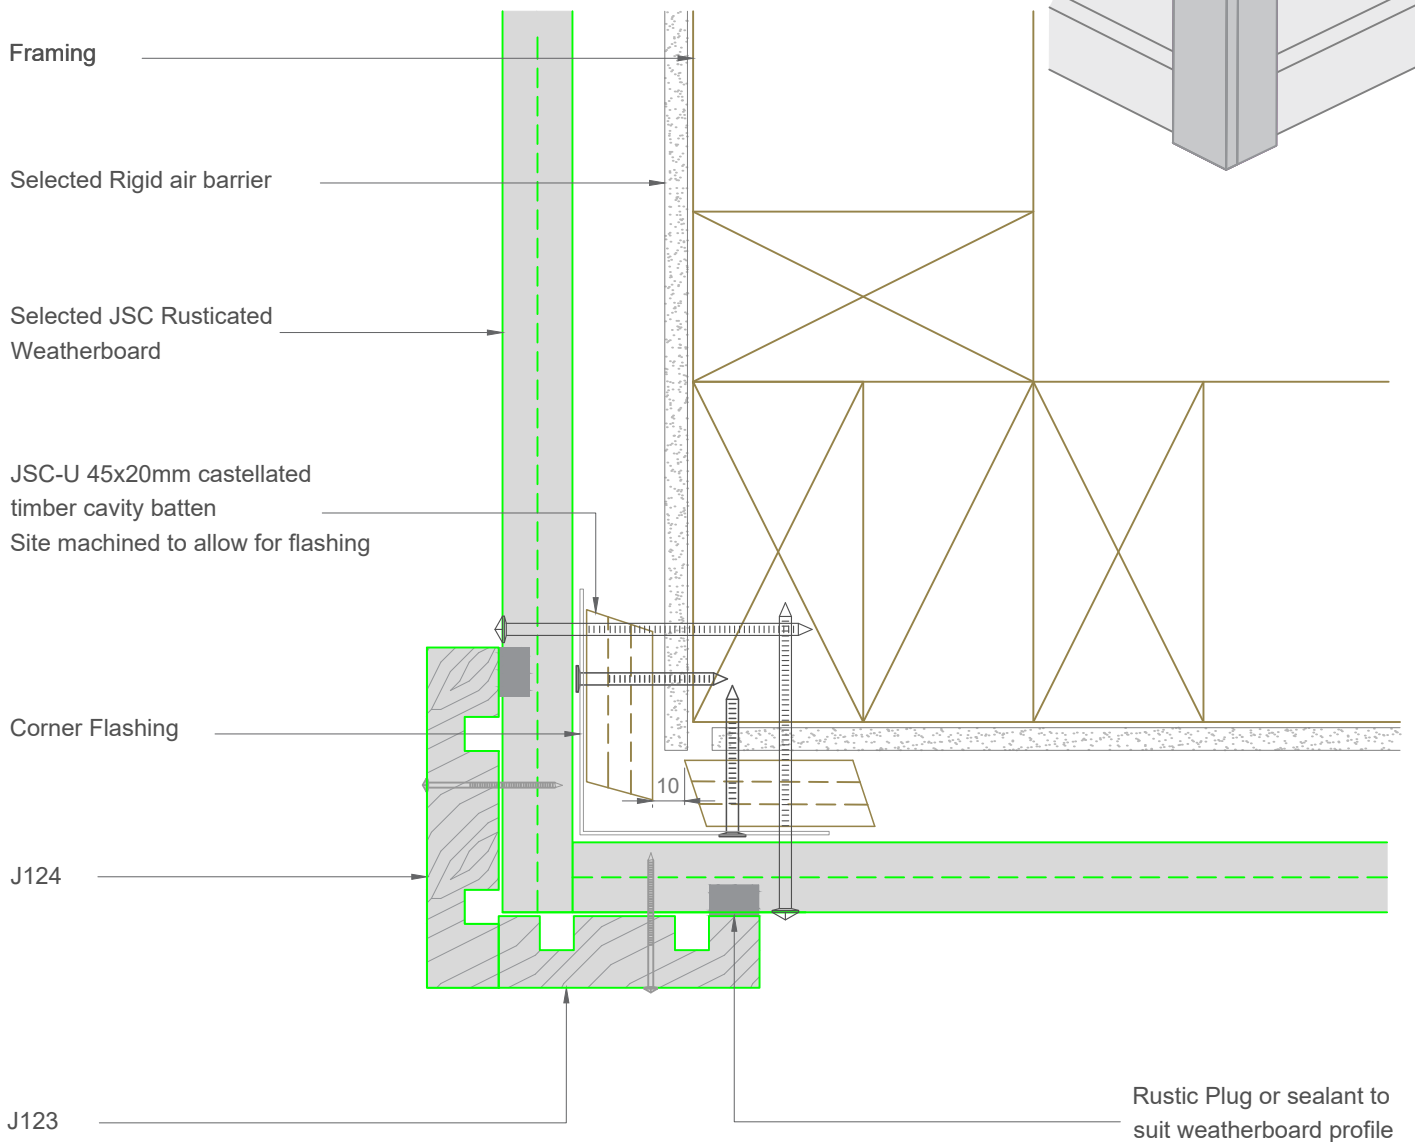 Framing
Selected Rigid air barrier
Selected JSC Rusticated
Weatherboard
JSC-U 45x20mm castellated
timber cavity batten
Site machined to allow for flashing
Corner Flashing
10
J124
J123
Rustic Plug or sealant to
suit weatherboard profile